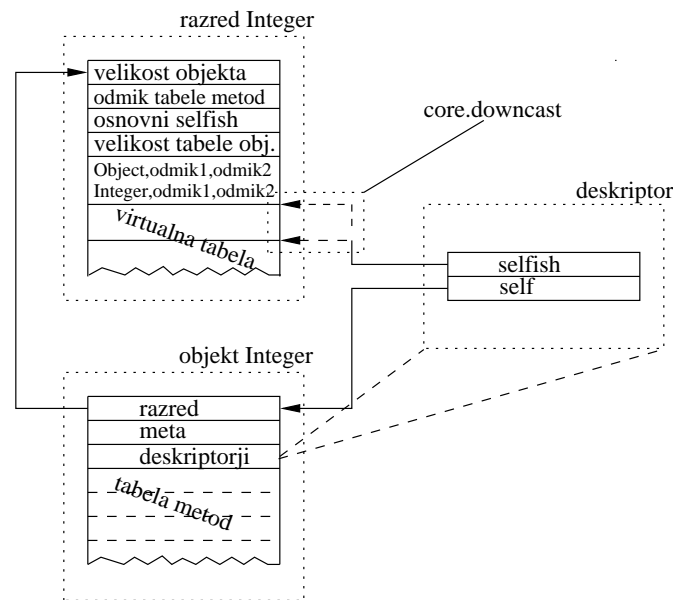 razred Integer
velikost objekta
odmik tabele metod
osnovni selfish
velikost tabele obj.
Object,odmik1,odmik2
Integer,odmik1,odmik2
virtualna tabela
core.downcast
deskriptor
selfish
self
objekt Integer
razred
meta
deskriptorji
tabela metod